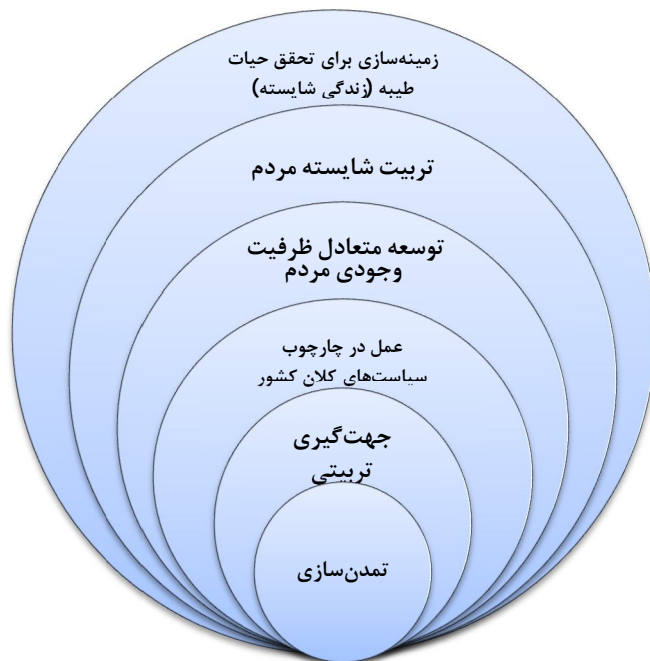 زمینه‌سازی برای تحقق حیات
طیبه (زندگی شایسته)
تربیت شایسته مردم
توسعه متعادل ظرفیت
وجودی مردم
عمل در چارچوب
سیاست‌های کلان کشور
جهت‌گیری
تربیتی
تمدن‌سازی